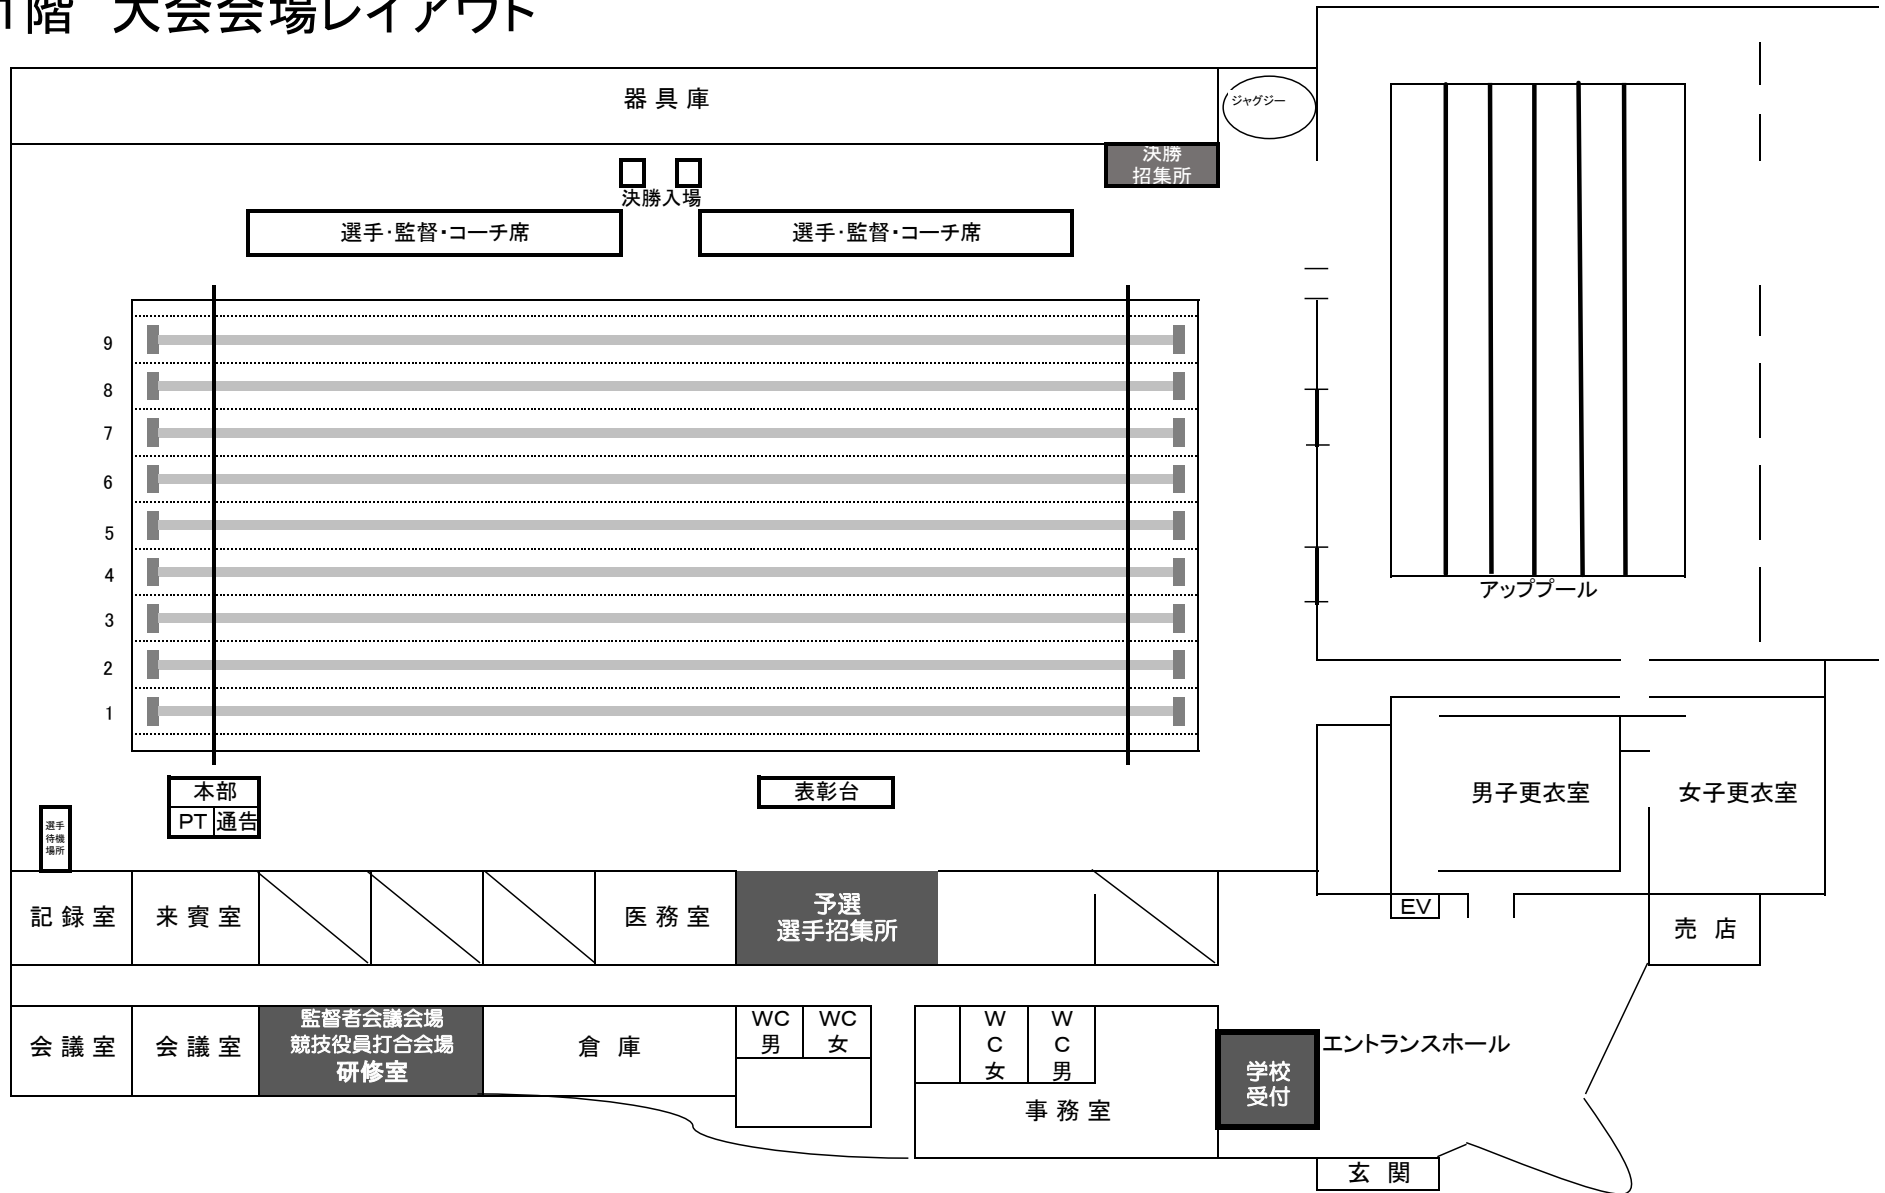 1階 大会会場レイアウト
器具庫
ジャグジー
決勝
招集所
決勝入場
選手・監督・コーチ席
選手・監督・コーチ席
9
8
7
6
5
4
3
2
1
アッププール
本部
PT 通告
表彰台
選手
待機
場所
男子更衣室
女子更衣室
記録室
来賓室
医務室
予選
選手招集所
EV
売店
会議室
会議室
監督者会議会場
競技役員打合会場
研修室
倉庫
WC
男
WC
女
W
C
女
W
C
男
事務室
学校
受付
エントランスホール
玄関